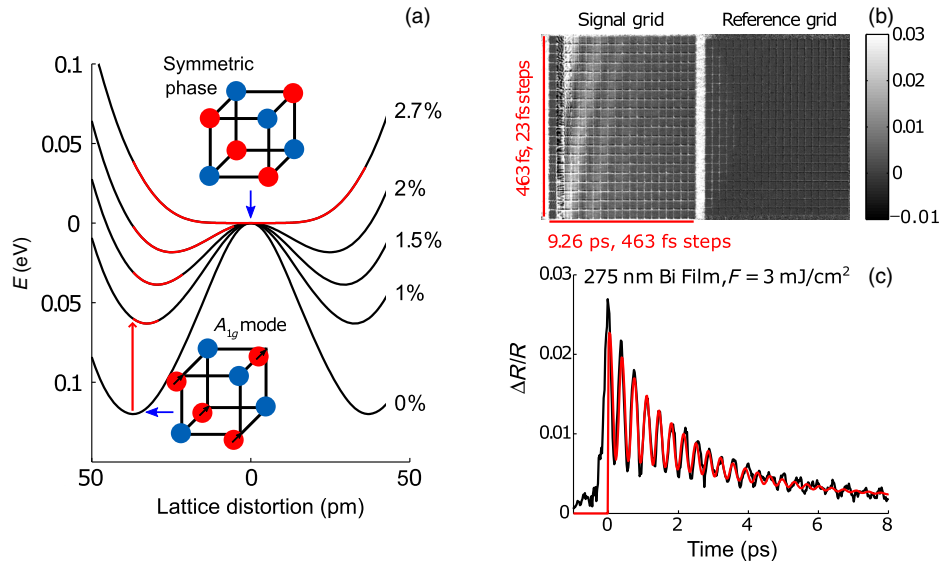 (a)
Symmetric
phase
A1g mode
E (eV)
0.1
0.05
0
0.05
0.1
2.7%
2%
1.5%
1%
0%
50
0
50
Lattice distortion (pm)
Signal grid
Reference grid
(b)
463 fs, 23 fs steps
9.26 ps, 463 fs steps
0.03
0.02
0.01
0
−0.01
275 nm Bi Film, F = 3 mJ/cm²
(c)
ΔR/R
0.03
0.02
0.01
0
0
2
4
6
8
Time (ps)